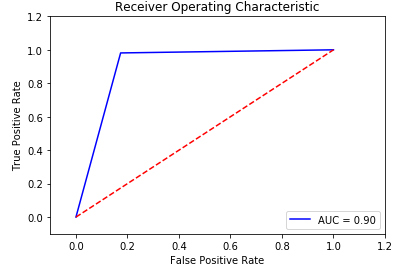 Receiver Operating Characteristic
True Positive Rate
1.2
1.0
0.8
0.6
0.4
0.2
0.0
AUC = 0.90
0.0 0.2 0.4 0.6 0.8 1.0 1.2
False Positive Rate